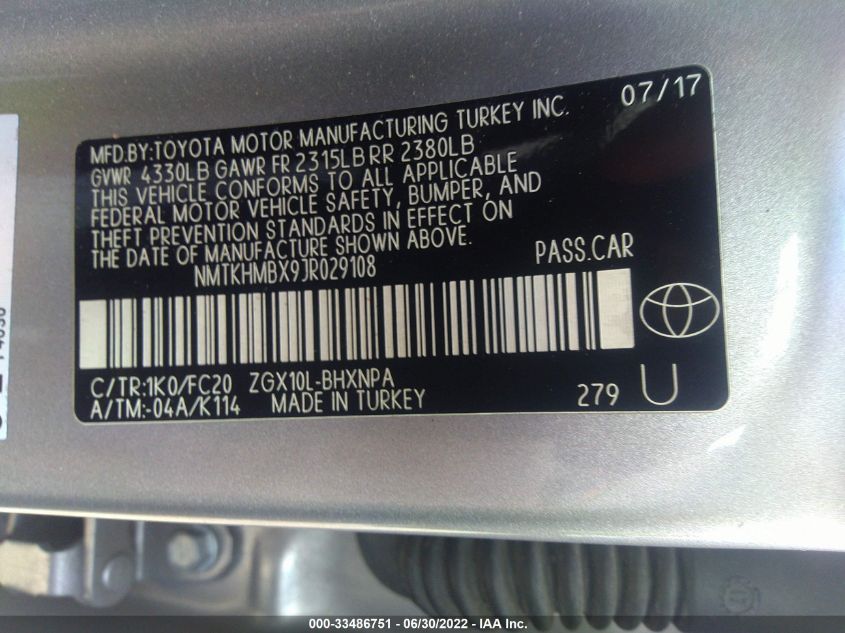 07/17
MFD.BY:TOYOTA MOTOR MANUFACTURING TURKEY INC.
GVWR 4330LB GAWR FR 2315LB RR 2380LB
THIS VEHICLE CONFORMS TO ALL APPLICABLE
FEDERAL MOTOR VEHICLE SAFETY, BUMPER, AND
THEFT PREVENTION STANDARDS IN EFFECT ON
THE DATE OF MANUFACTURE SHOWN ABOVE.
NMTKHMBX9JR029108
PASS.CAR
C/TR:1K0/FC20 ZGX10L-BHXNPA
A/TM:-04A/K114 MADE IN TURKEY
279 U
000-33486751 - 06/30/2022 - IAA Inc.